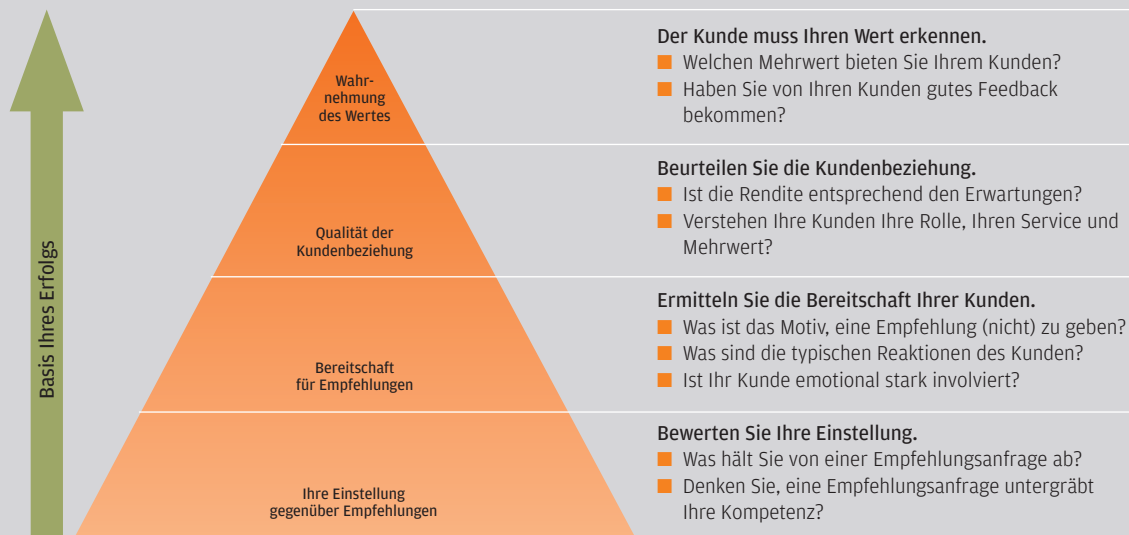 Basis Ihres Erfolgs
Wahr-
nehmung
des Wertes
Der Kunde muss Ihren Wert erkennen.
Welchen Mehrwert bieten Sie Ihrem Kunden?
Haben Sie von Ihren Kunden gutes Feedback
bekommen?
Qualität der
Kundenbeziehung
Beurteilen Sie die Kundenbeziehung.
Ist die Rendite entsprechend den Erwartungen?
Verstehen Ihre Kunden Ihre Rolle, Ihren Service und
Mehrwert?
Bereitschaft
für Empfehlungen
Ermitteln Sie die Bereitschaft Ihrer Kunden.
Was ist das Motiv, eine Empfehlung (nicht) zu geben?
Was sind die typischen Reaktionen des Kunden?
Ist Ihr Kunde emotional stark involviert?
Ihre Einstellung
gegenüber Empfehlungen
Bewerten Sie Ihre Einstellung.
Was hält Sie von einer Empfehlungsanfrage ab?
Denken Sie, eine Empfehlungsanfrage untergräbt
Ihre Kompetenz?